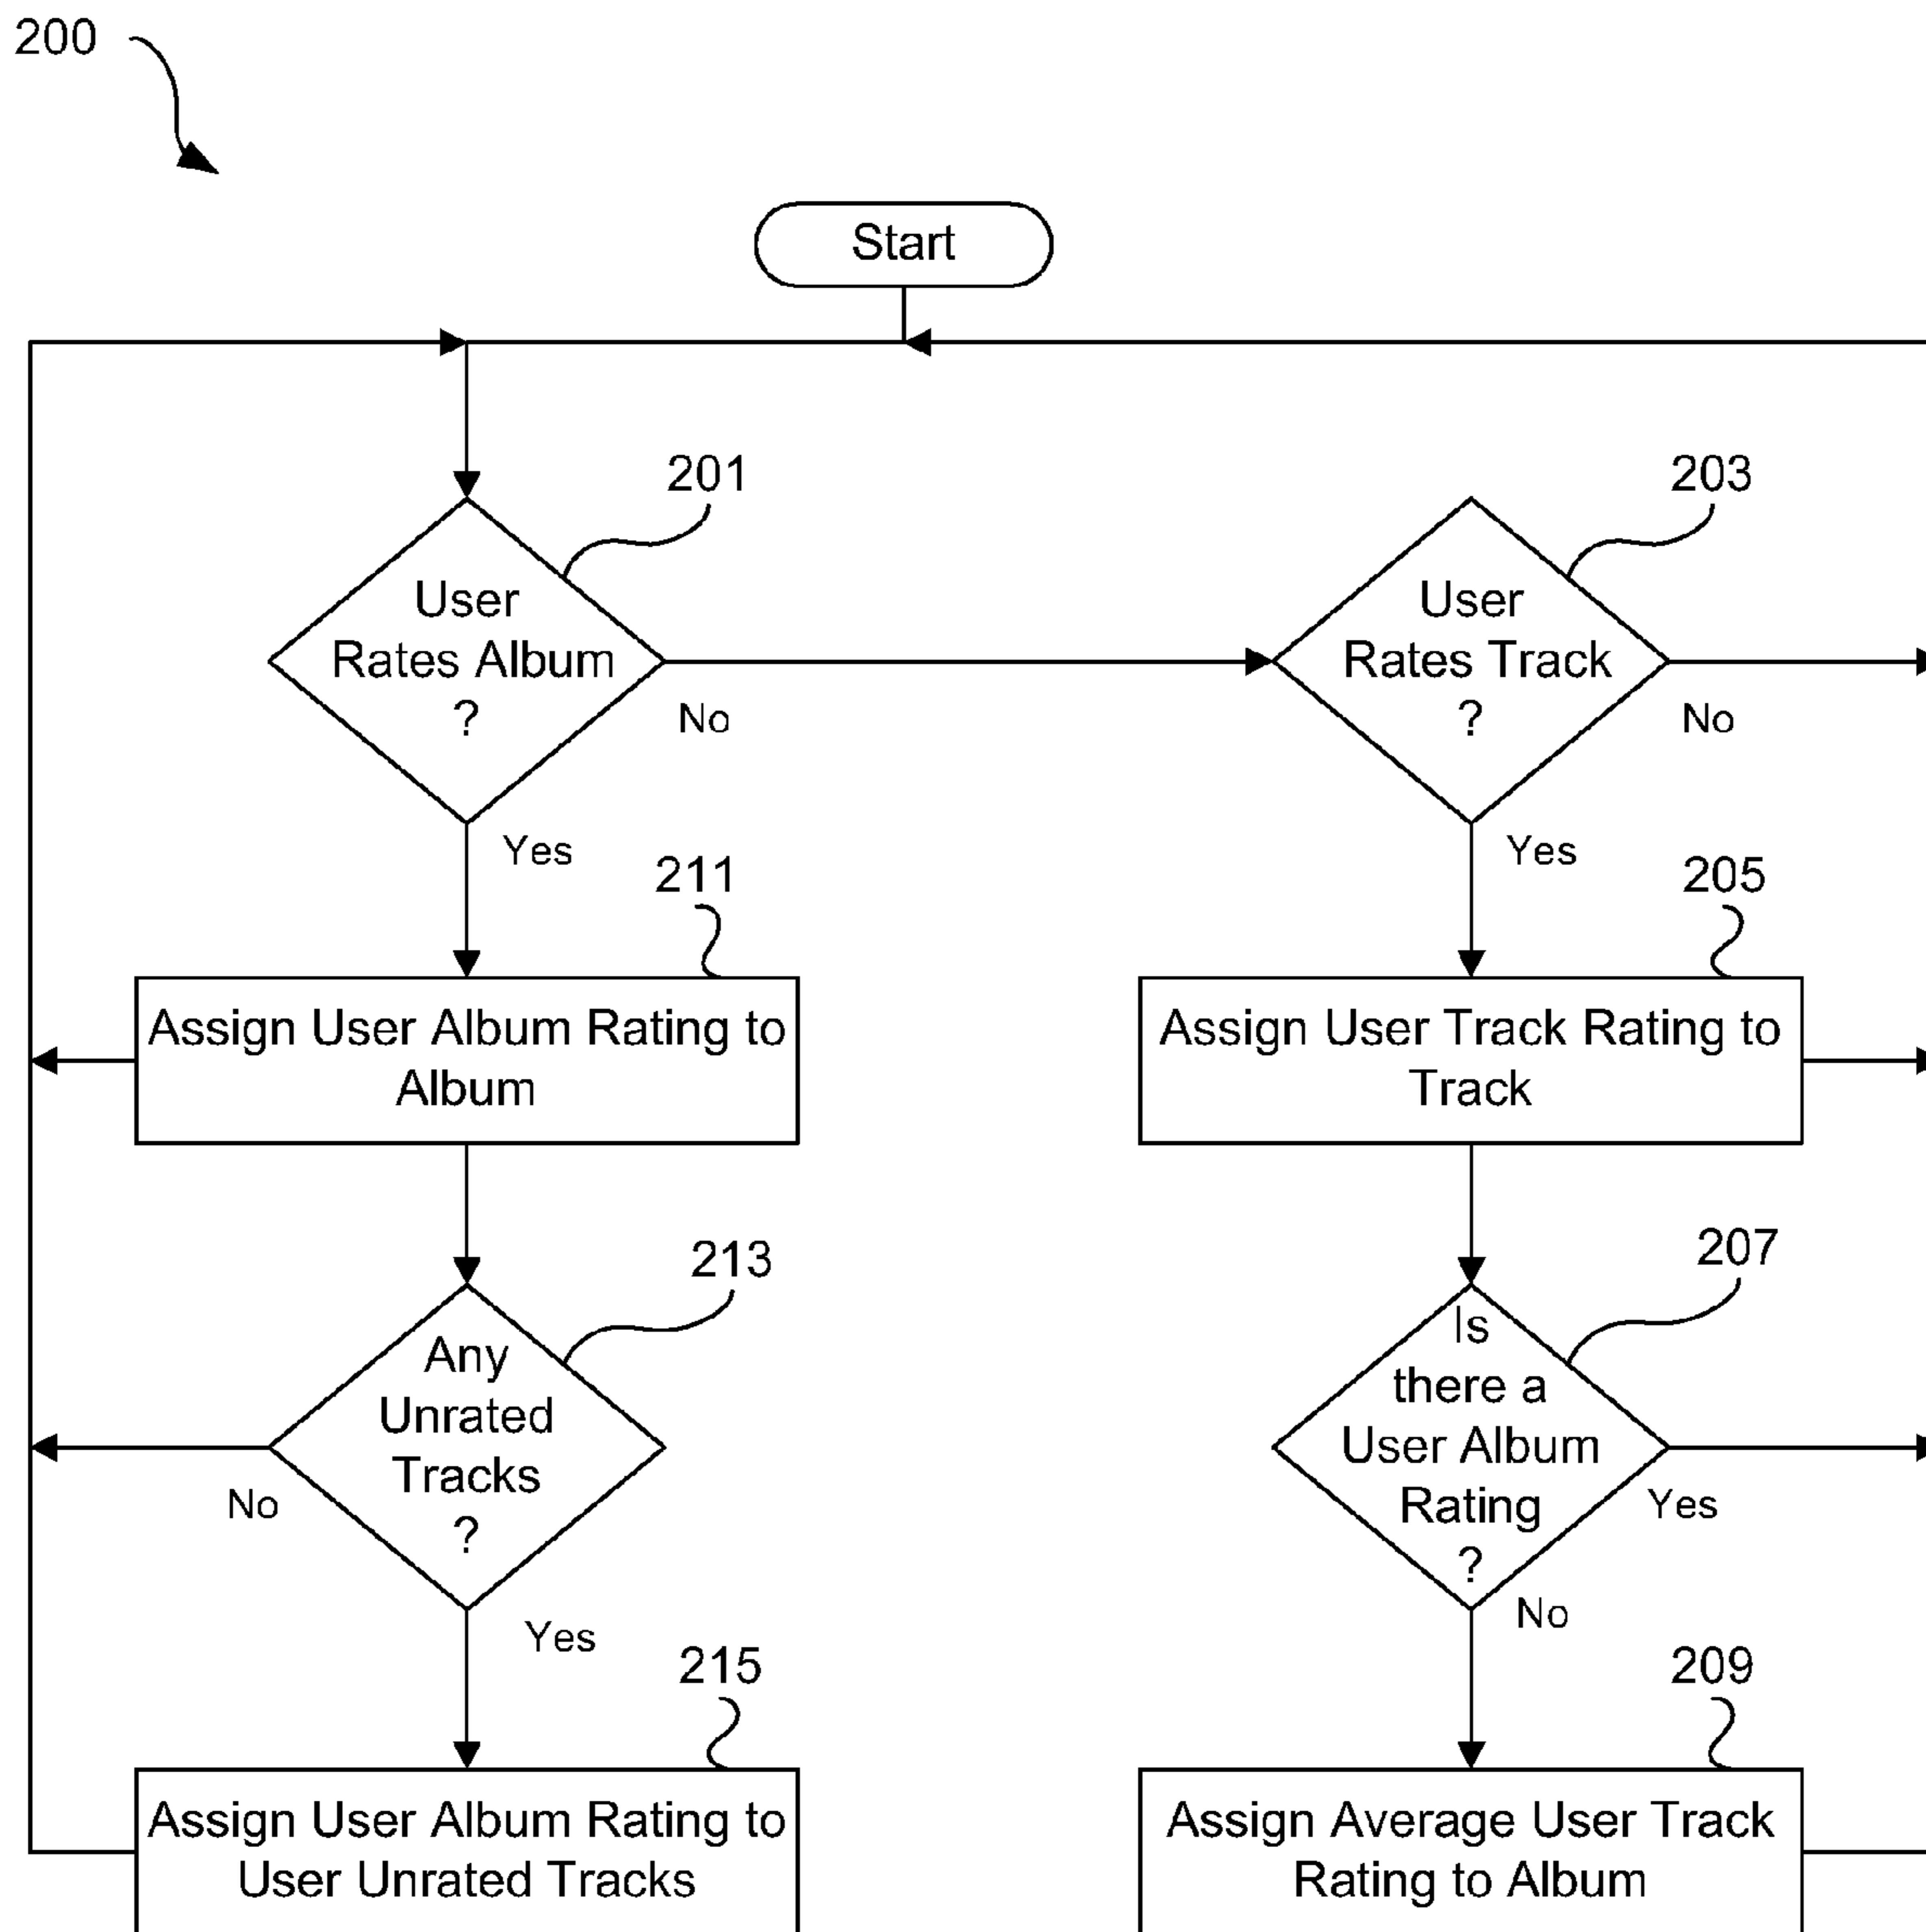 200
Start
201
203
User
Rates Album
?
No
Yes
User
Rates Track
?
No
Yes
211
205
Assign User Album Rating to
Album
Assign User Track Rating to
Track
213
207
Any
Unrated
Tracks
?
No
Yes
Is
there a
User Album
Rating
?
Yes
No
215
209
Assign User Album Rating to
User Unrated Tracks
Assign Average User Track
Rating to Album